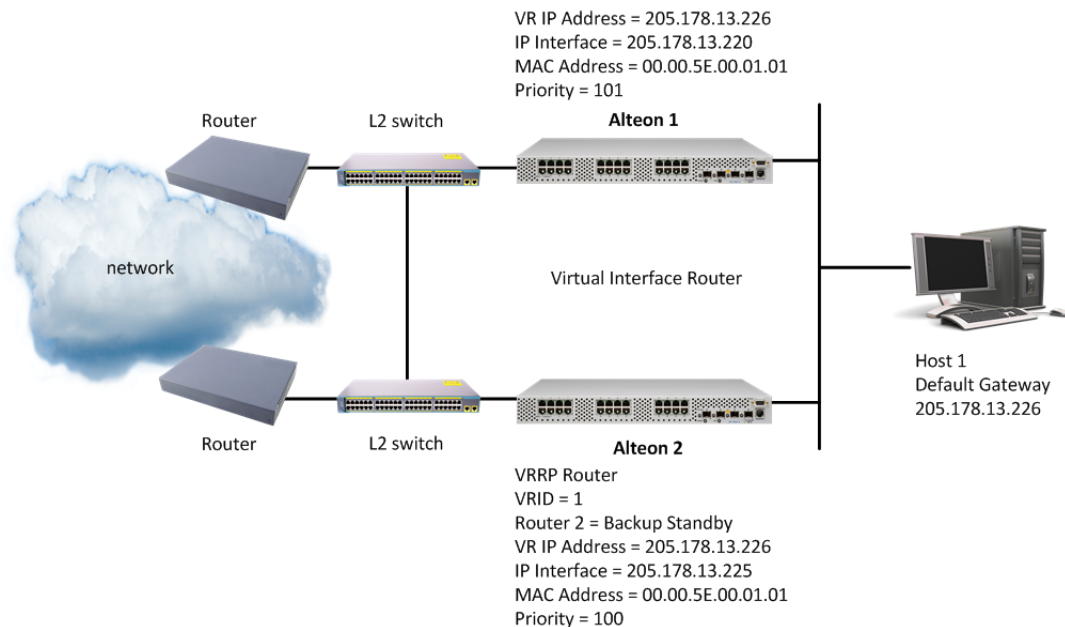 VR IP Address = 205.178.13.226
IP Interface = 205.178.13.220
MAC Address = 00.00.5E.00.01.01
Priority = 101
Router
L2 switch
Alteon 1
network
Virtual Interface Router
Host 1
Default Gateway
205.178.13.226
Router
L2 switch
Alteon 2
VRRP Router
VRID = 1
Router 2 = Backup Standby
VR IP Address = 205.178.13.226
IP Interface = 205.178.13.225
MAC Address = 00.00.5E.00.01.01
Priority = 100